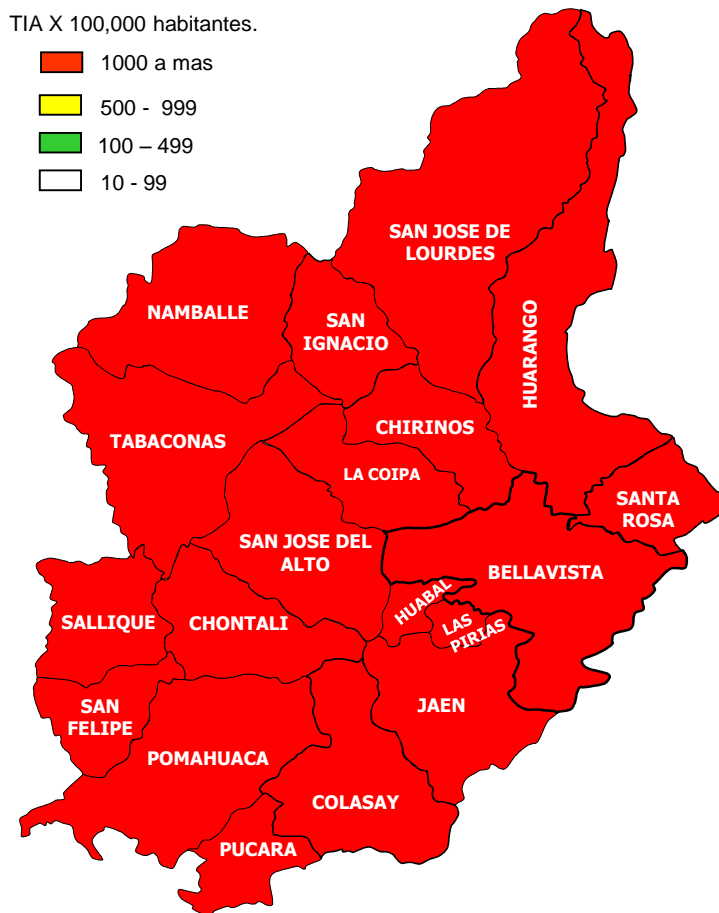 TIA X 100,000 habitantes.
1000 a mas
500 - 999
100 – 499
10 - 99
SAN JOSE DE
LOURDES
NAMBALLE
SAN
IGNACIO
HUARANGO
TABACONAS
CHIRINOS
LA COIPA
SANTA
ROSA
SAN JOSE DEL
ALTO
BELLAVISTA
HUABAL
LAS
PIRIAS
SALLIQUE
CHONTALI
SAN
FELIPE
JAEN
POMAHUACA
COLASAY
PUCARA